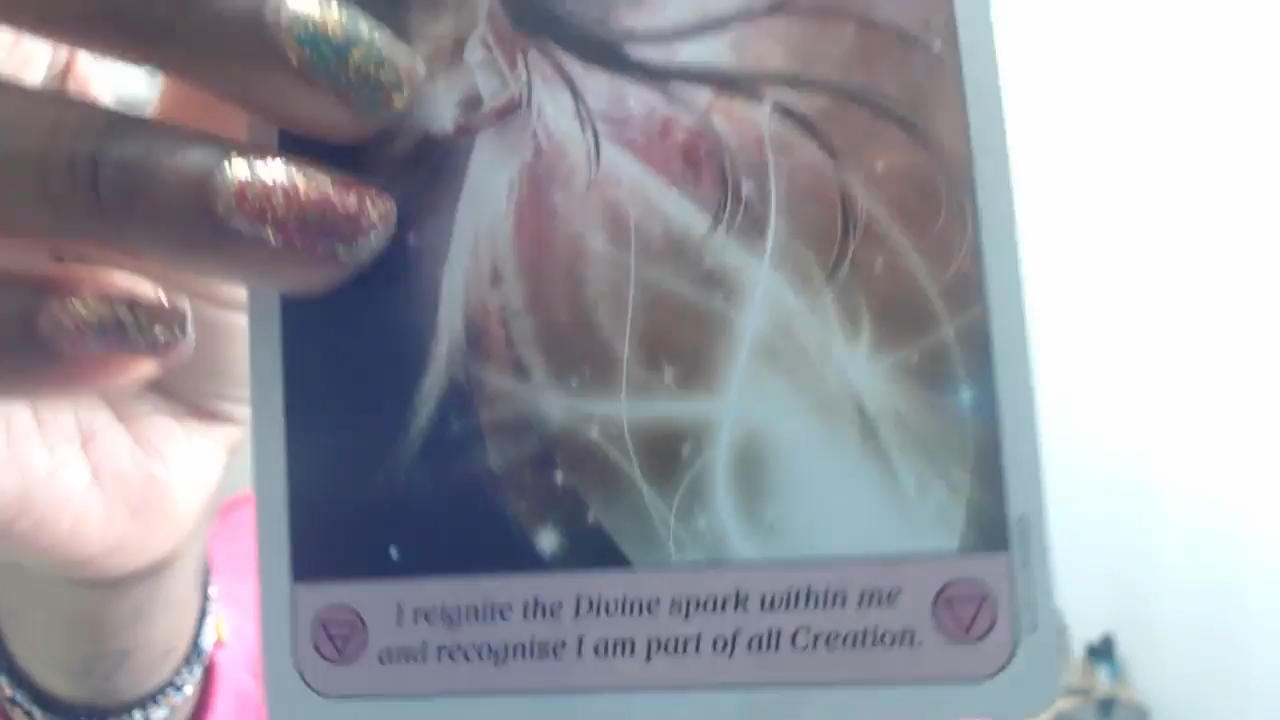 I reignite the Divine spark within me
and recognise I am part of all Creation.